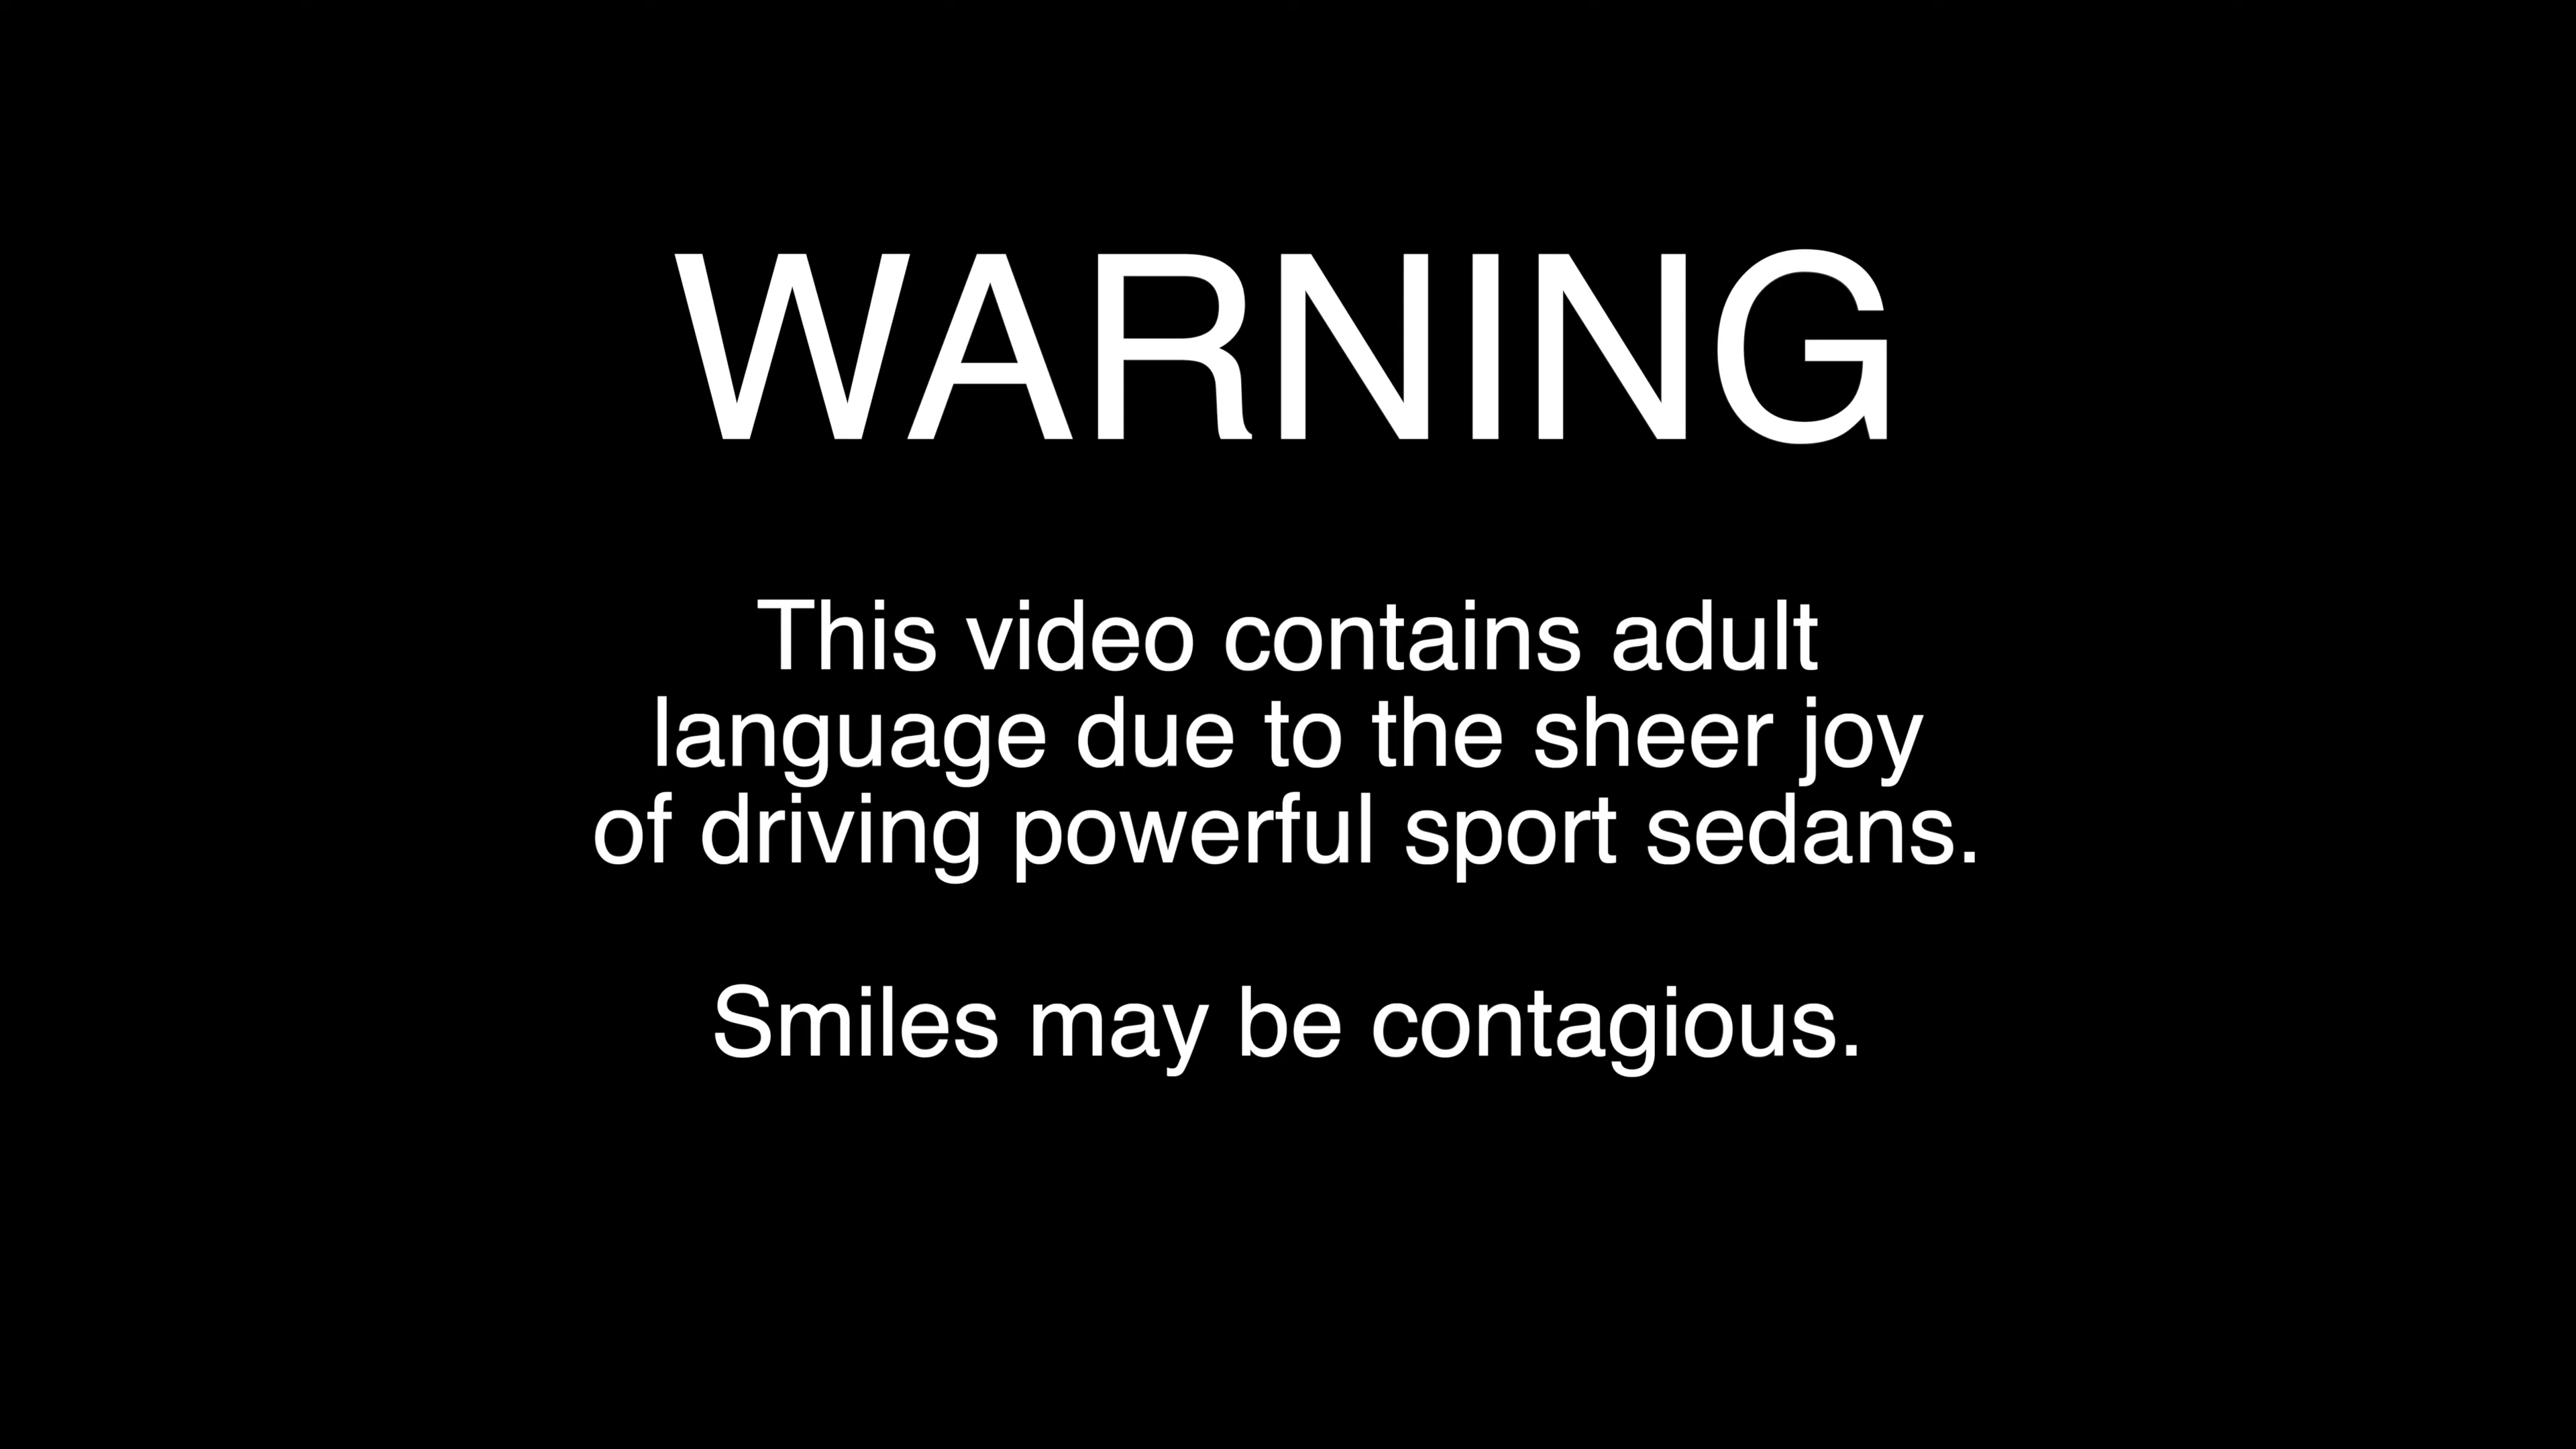 WARNING
This video contains adult
language due to the sheer joy
of driving powerful sport sedans.
Smiles may be contagious.